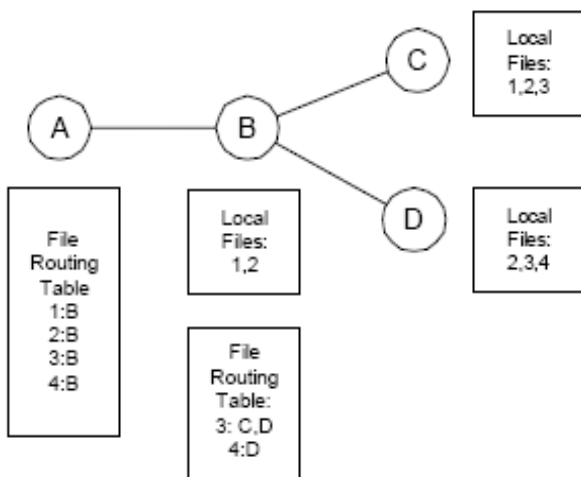 A
B
C
D
Local
Files:
1,2,3
File
Routing
Table
1:B
2:B
3:B
4:B
Local
Files:
1,2
Local
Files:
2,3,4
File
Routing
Table:
3: C,D
4:D